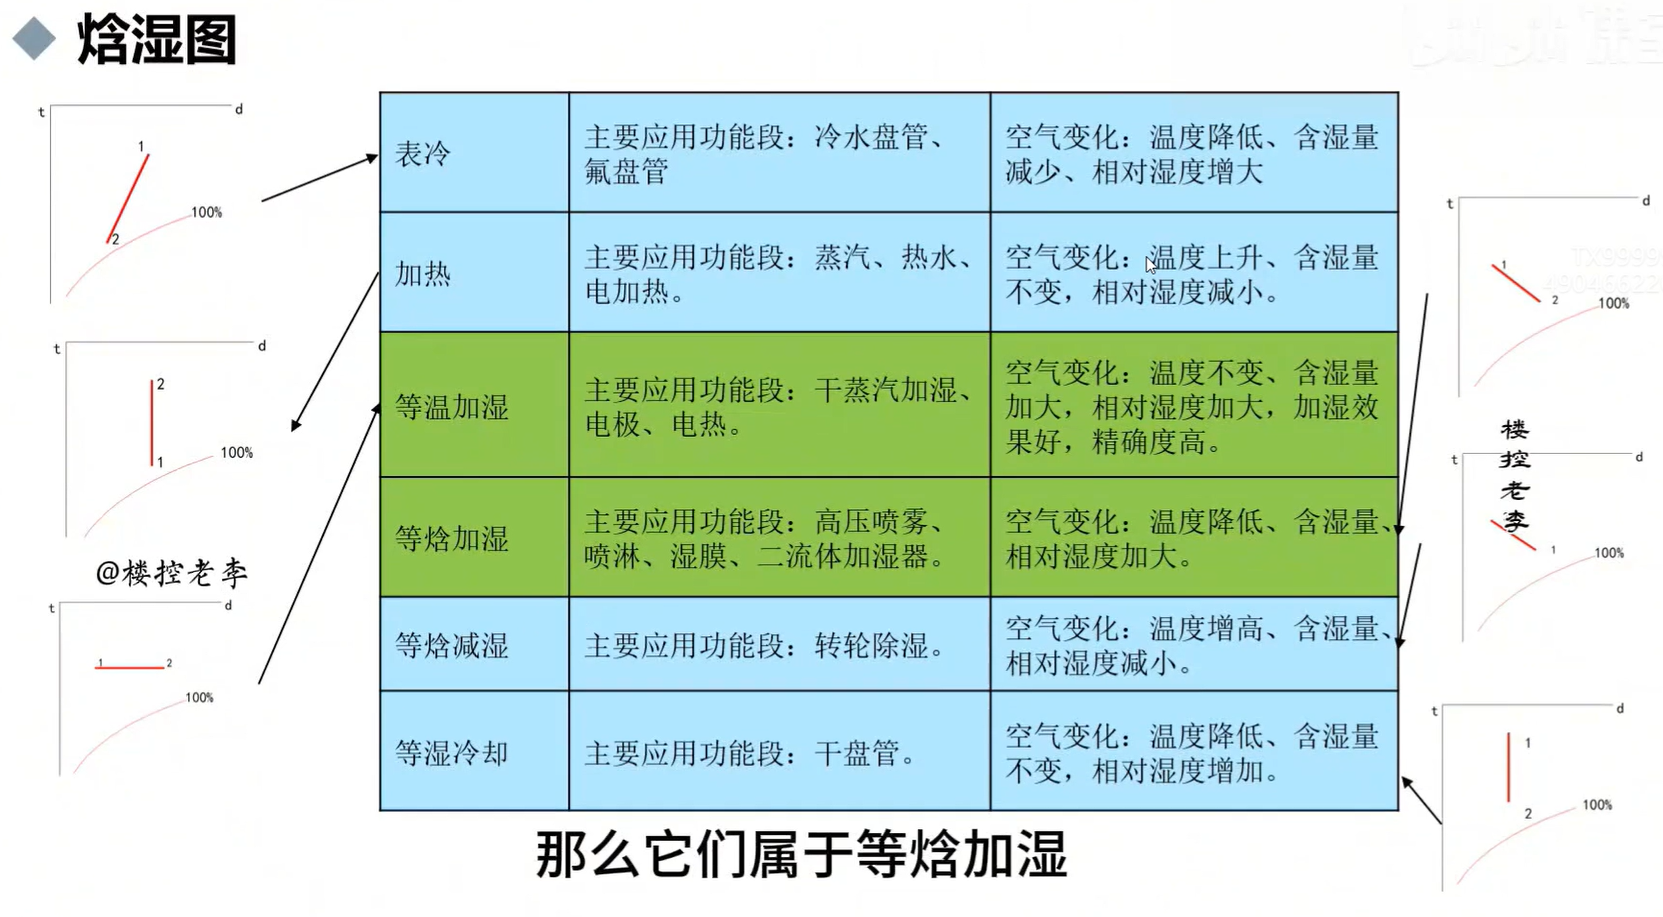 焓湿图
t
d
1
2
100%
t
d
2
1
100%
@楼控老李
t
d
1
2
100%
表冷
主要应用功能段：冷水盘管、
氟盘管
空气变化：温度降低、含湿量
减少、相对湿度增大
加热
主要应用功能段：蒸汽、热水、
电加热。
空气变化：温度上升、含湿量
不变，相对湿度减小。
等温加湿
主要应用功能段：干蒸汽加湿、
电极、电热。
空气变化：温度不变、含湿量
加大，相对湿度加大，加湿效
果好，精确度高。
等焓加湿
主要应用功能段：高压喷雾、
喷淋、湿膜、二流体加湿器。
空气变化：温度降低、含湿量、
相对湿度加大。
等焓减湿
主要应用功能段：转轮除湿。
空气变化：温度增高、含湿量、
相对湿度减小。
等湿冷却
主要应用功能段：干盘管。
空气变化：温度降低、含湿量
不变，相对湿度增加。
t
d
1
2
100%
楼
控
老
李
t
d
1
100%
t
d
1
2
100%
那么它们属于等焓加湿